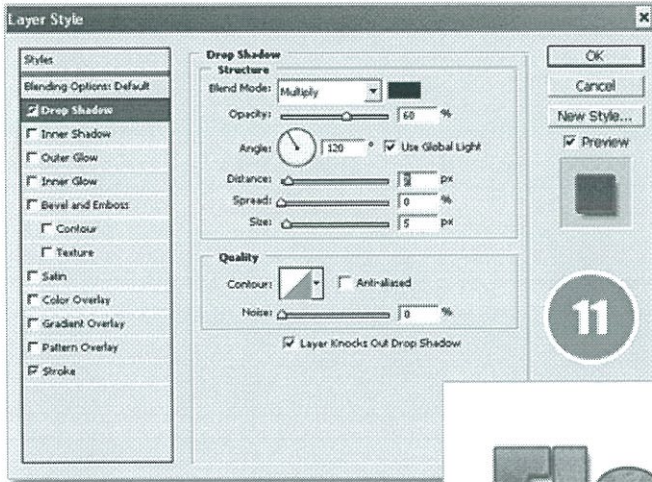 Layer Style
Styles
Blending Options: Default
Drop Shadow
Inner Shadow
Outer Glow
Inner Glow
Bevel and Emboss
Contour
Texture
Satin
Color Overlay
Gradient Overlay
Pattern Overlay
Stroke
Drop Shadow
Structure
Blend Mode: Multiply
Opacity: 60 %
Angle: 120 ° Use Global Light
Distance: px
Spread: 0 %
Size: 5 px
Quality
Contour: Anti-aliased
Noise: 0 %
Layer Knocks Out Drop Shadow
OK
Cancel
New Style...
Preview
11